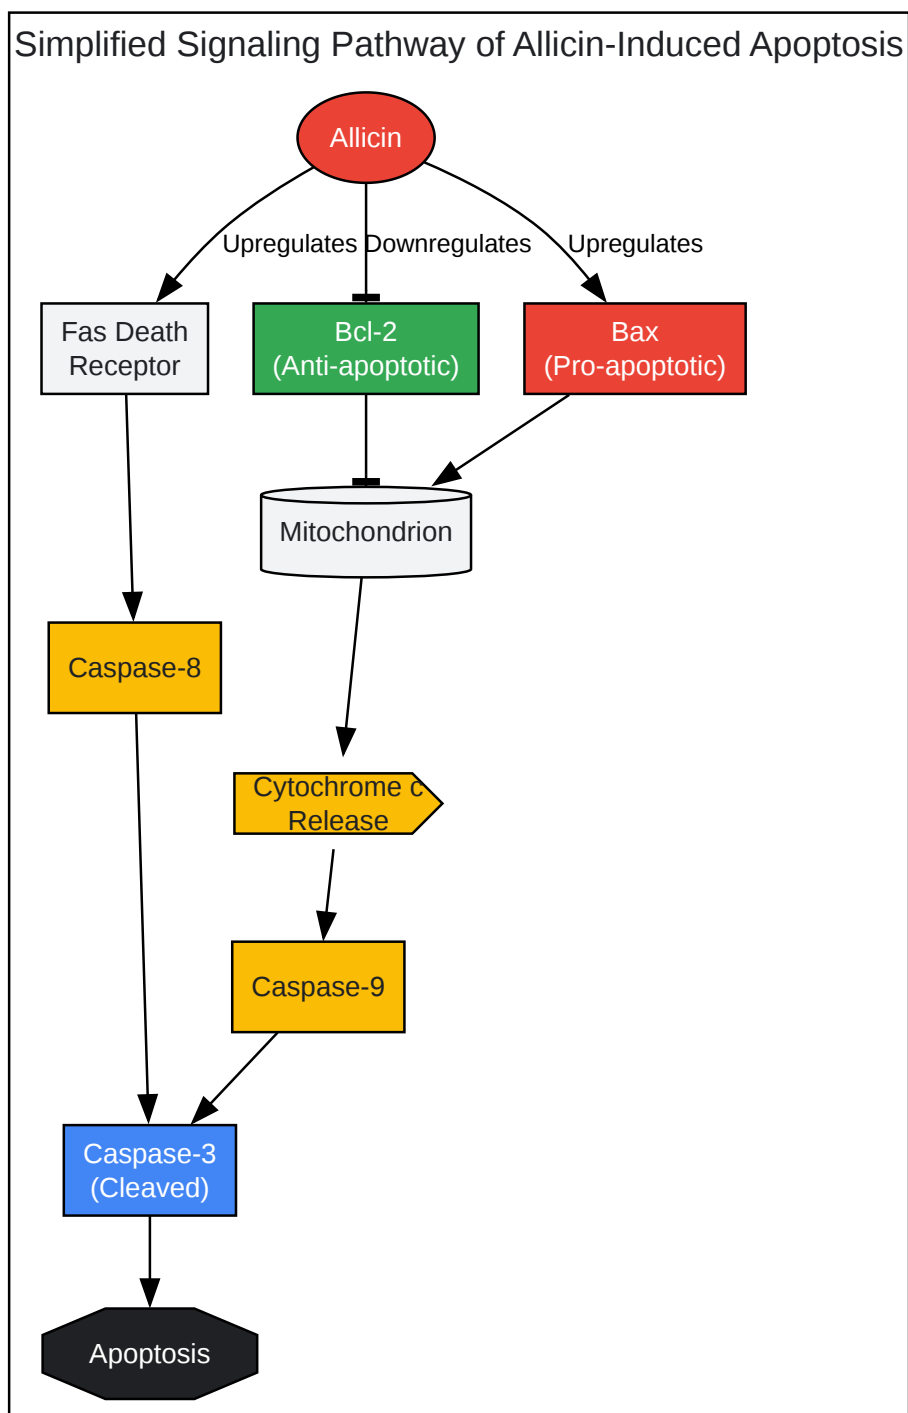 Simplified Signaling Pathway of Allicin-Induced Apoptosis
Allicin
Upregulates
Downregulates
Upregulates
Fas Death
Receptor
Bcl-2
(Anti-apoptotic)
Bax
(Pro-apoptotic)
Mitochondrion
Caspase-8
Cytochrome c
Release
Caspase-9
Caspase-3
(Cleaved)
Apoptosis